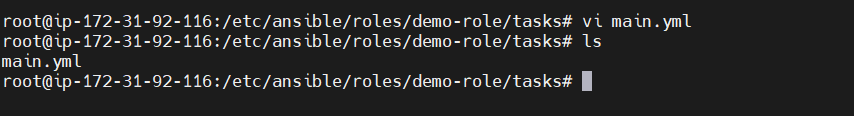 root@ip-172-31-92-116:/etc/ansible/roles/demo-role/tasks# vi main.yml
root@ip-172-31-92-116:/etc/ansible/roles/demo-role/tasks# ls
main.yml
root@ip-172-31-92-116:/etc/ansible/roles/demo-role/tasks#